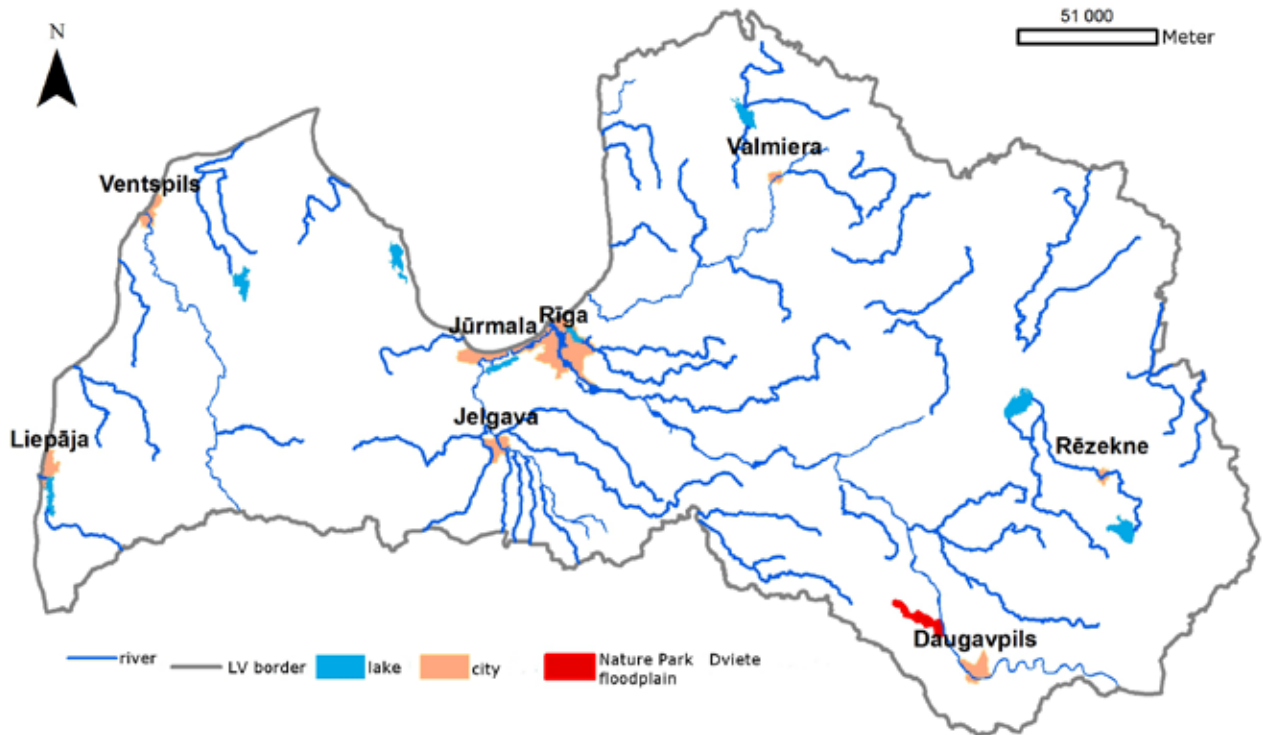 N
51 000
Meter
Valmiera
Ventspils
Jūrmala
Rīga
Jelgava
Liepāja
Rēzekne
Daugavpils
river
LV border
lake
city
Nature Park Dviete
floodplain